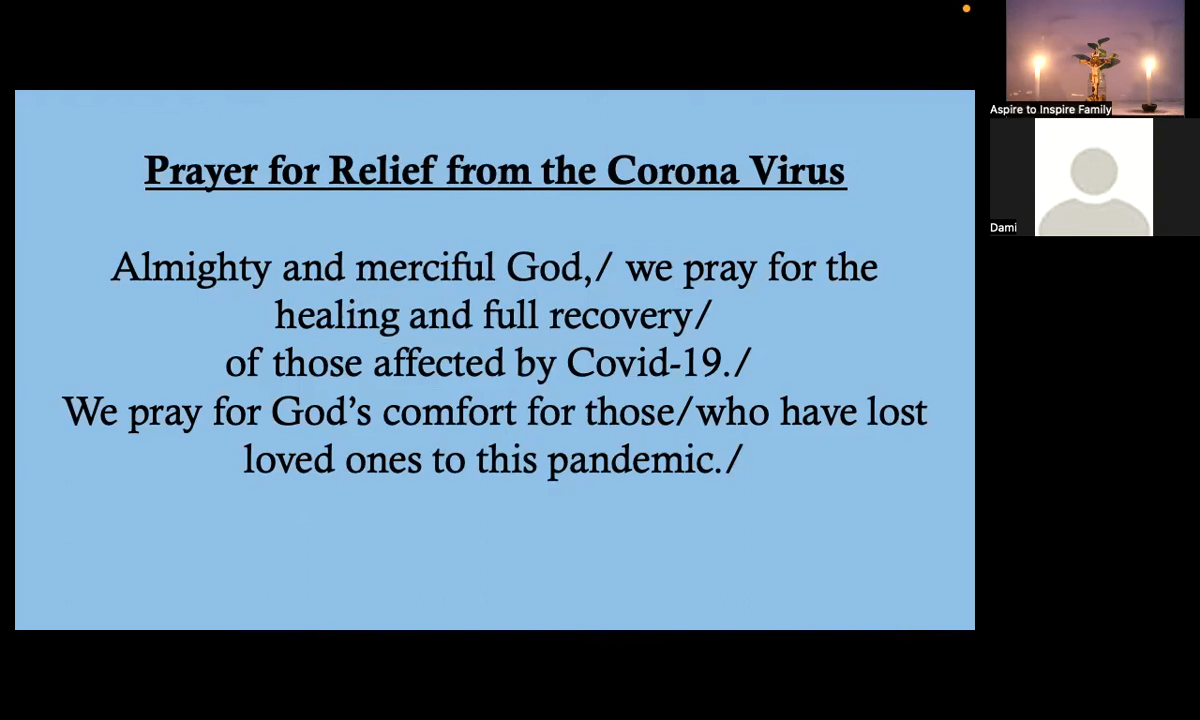 Prayer for Relief from the Corona Virus
Almighty and merciful God,/ we pray for the
healing and full recovery/
of those affected by Covid-19./
We pray for God’s comfort for those/who have lost
loved ones to this pandemic./
Aspire to Inspire Family
Dami